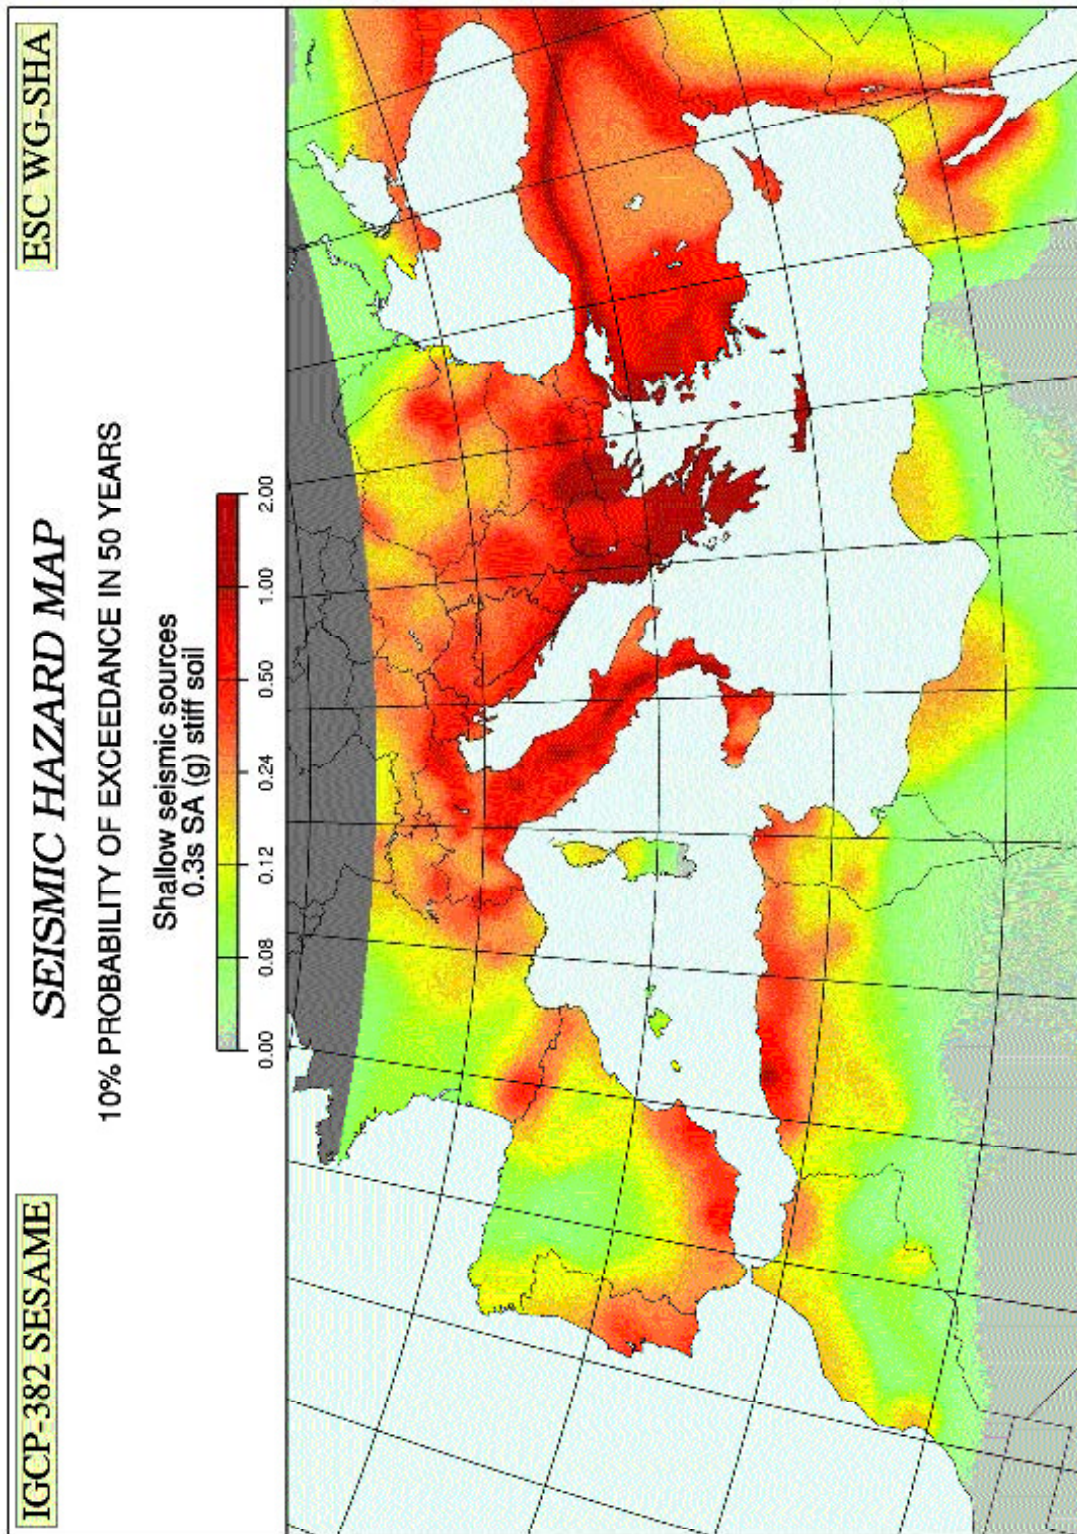 IGCP-382 SESAME
ESC WG-SHA
SEISMIC HAZARD MAP
10% PROBABILITY OF EXCEEDANCE IN 50 YEARS
Shallow seismic sources
0.3s SA (g) stiff soil
0.00 0.08 0.12 0.24 0.50 1.00 2.00